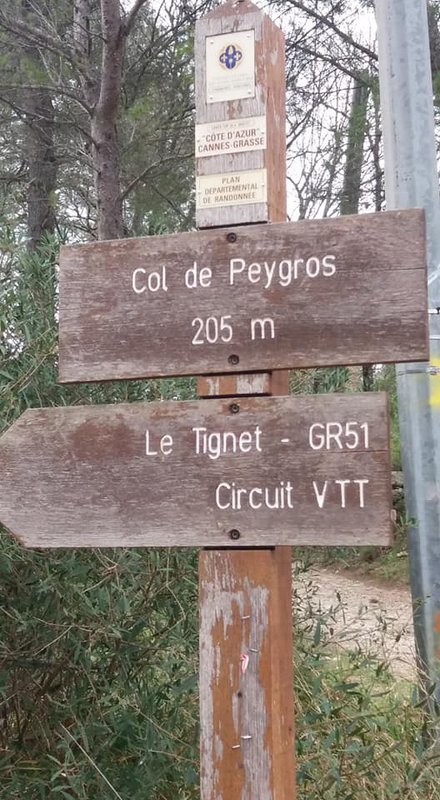 "CÔTE D'AZUR"
CANNES-GRASSE
PLAN
DÉPARTEMENTAL
DE RANDONNÉE
Col de Peygros
205 m
Le Tignet - GR51
Circuit VTT